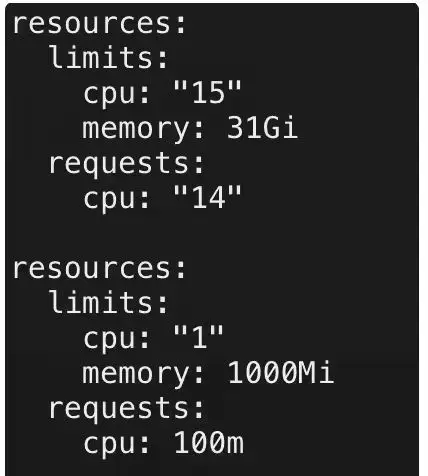 resources:
  limits:
    cpu: "15"
    memory: 31Gi
  requests:
    cpu: "14"

resources:
  limits:
    cpu: "1"
    memory: 1000Mi
  requests:
    cpu: 100m